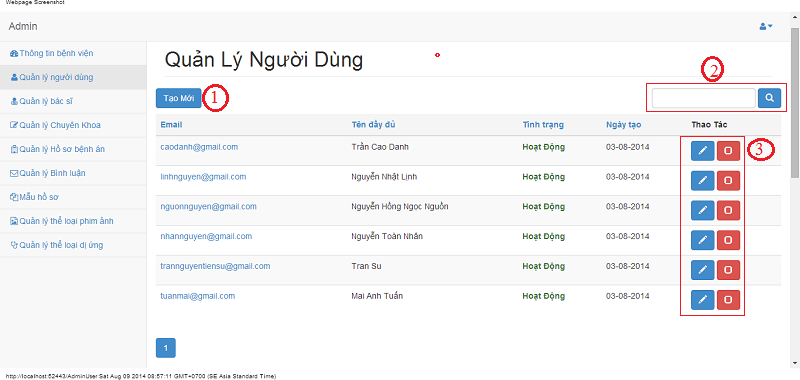 Webpage Screenshot
Admin
Thông tin bệnh viện
Quản lý người dùng
Quản lý bác sĩ
Quản lý Chuyên Khoa
Quản lý Hồ sơ bệnh án
Quản lý Bình luận
Mẫu hồ sơ
Quản lý thể loại phim ảnh
Quản lý thể loại dị ứng
Quản Lý Người Dùng
Tạo Mới 1 2
Email Tên đầy đủ Tình trạng Ngày tạo Thao Tác
caodanh@gmail.com Trần Cao Danh Hoạt Động 03-08-2014 3
linhnguyen@gmail.com Nguyễn Nhật Linh Hoạt Động 03-08-2014
nguonnguyen@gmail.com Nguyễn Hồng Ngọc Nguồn Hoạt Động 03-08-2014
nhannguyen@gmail.com Nguyễn Toàn Nhân Hoạt Động 03-08-2014
trannguyentiensu@gmail.com Tran Su Hoạt Động 03-08-2014
tuanmai@gmail.com Mai Anh Tuấn Hoạt Động 03-08-2014
1
http://localhost:52443/AdminUser Sat Aug 09 2014 08:57:11 GMT+0700 (SE Asia Standard Time)